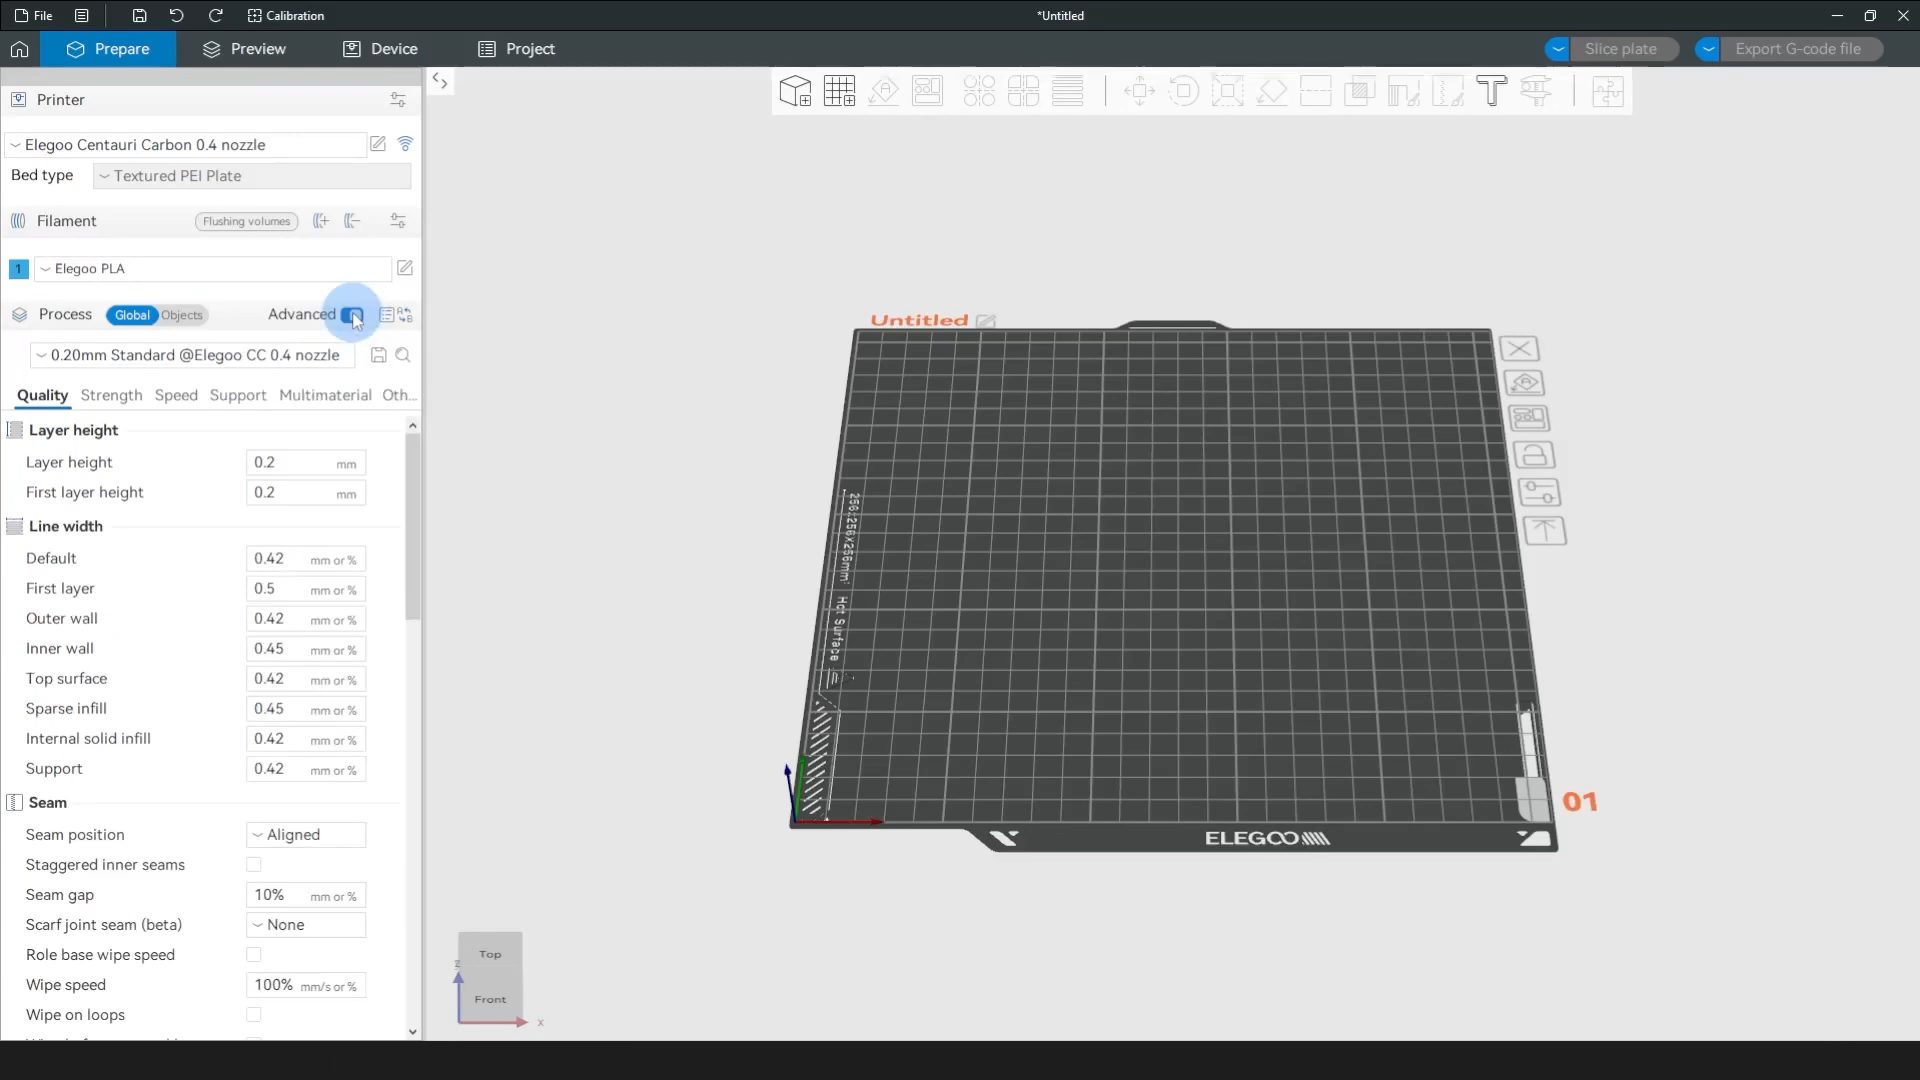 File
Calibration
*Untitled
Prepare
Preview
Device
Project
Slice plate
Export G-code file
Printer
Elegoo Centauri Carbon 0.4 nozzle
Bed type
Textured PEI Plate
Filament
Flushing volumes
1
Elegoo PLA
Process
Global
Objects
Advanced
0.20mm Standard @Elegoo CC 0.4 nozzle
Quality
Strength
Speed
Support
Multimaterial
Oth...
Layer height
Layer height 0.2 mm
First layer height 0.2 mm
Line width
Default 0.42 mm or %
First layer 0.5 mm or %
Outer wall 0.42 mm or %
Inner wall 0.45 mm or %
Top surface 0.42 mm or %
Sparse infill 0.45 mm or %
Internal solid infill 0.42 mm or %
Support 0.42 mm or %
Seam
Seam position Aligned
Staggered inner seams
Seam gap 10% mm or %
Scarf joint seam (beta) None
Role base wipe speed
Wipe speed 100% mm/s or %
Wipe on loops
Untitled
256x256x256mm³ Hot Surface
ELEGOO
01
Top
Front
z
x